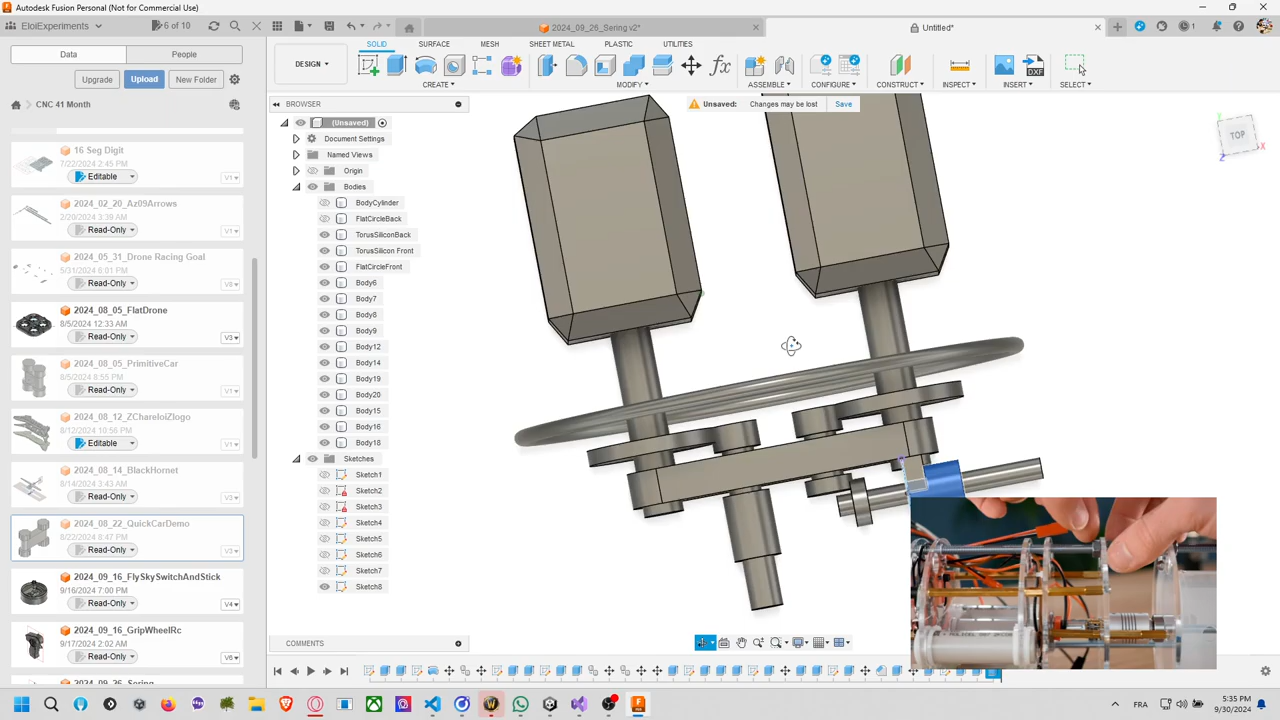 Autodesk Fusion Personal (Not for Commercial Use)
EloiExperiments
6 of 10
2024_09_26_Sering v2*
Untitled*
1
Data
People
SOLID
SURFACE
MESH
SHEET METAL
PLASTIC
UTILITIES
DESIGN
Upgrade
Upload
New Folder
CREATE
MODIFY
ASSEMBLE
CONFIGURE
CONSTRUCT
INSPECT
INSERT
SELECT
CNC 41 Month
BROWSER
Unsaved:
Changes may be lost
Save
(Unsaved)
Document Settings
Named Views
Origin
Bodies
BodyCylinder
FlatCircleBack
TorusSiliconBack
TorusSilicon Front
FlatCircleFront
Body6
Body7
Body8
Body9
Body12
Body14
Body19
Body20
Body15
Body16
Body18
Sketches
Sketch1
Sketch2
Sketch3
Sketch4
Sketch5
Sketch6
Sketch7
Sketch8
TOP
X
Z
16 Seg Digit
7/22/2024 2:45 PM
Editable
V1
2024_02_20_Az09Arrows
2/20/2024 3:39 AM
Read-Only
V1
2024_05_31_Drone Racing Goal
5/31/2024 6:01 PM
Read-Only
2024_08_05_FlatDrone
8/5/2024 12:33 AM
Read-Only
V3
2024_08_05_PrimitiveCar
8/5/2024 5:53 PM
Read-Only
2024_08_12_ZChareloiZlogo
8/12/2024 10:56 PM
Editable
2024_08_14_BlackHornet
Read-Only
2024_08_22_QuickCarDemo
8/22/2024 8:47 PM
Read-Only
2024_09_16_FlySkySwitchAndStick
9/16/2024 7:00 PM
Read-Only
V4
2024_09_16_GripWheelRc
9/17/2024 2:02 AM
Read-Only
COMMENTS
FRA
5:35 PM
9/30/2024